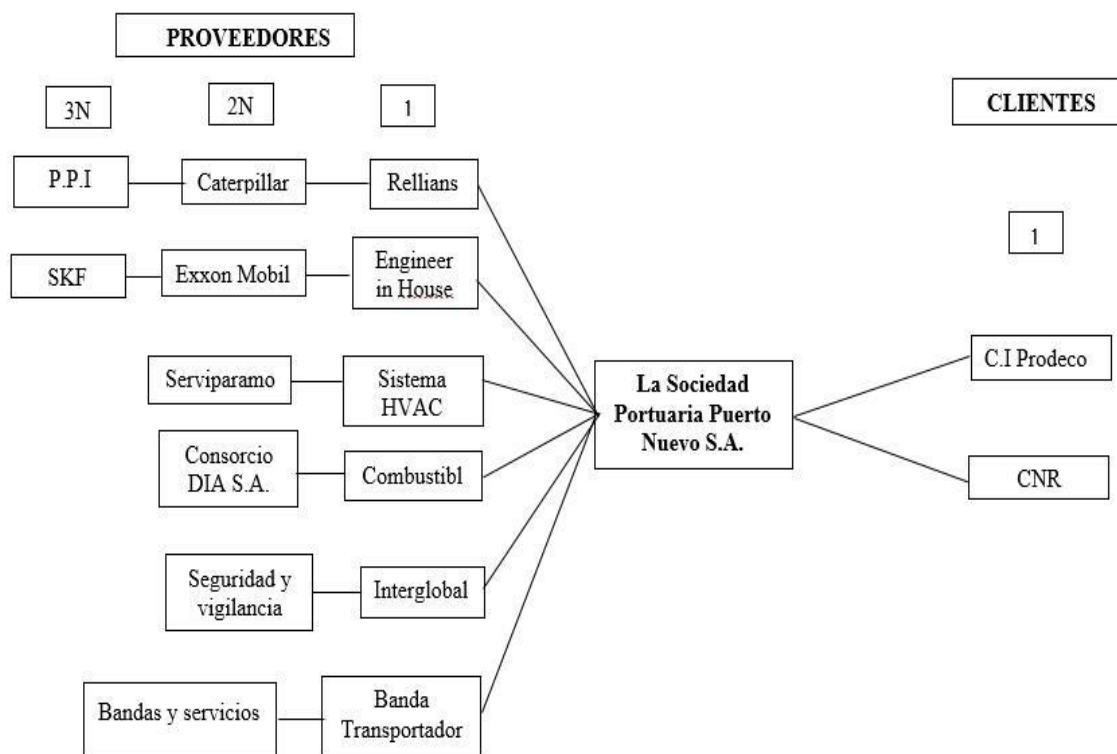 PROVEEDORES
CLIENTES
3N
2N
1
1
P.P.I
Caterpillar
Rellians
SKF
Exxon Mobil
Engineer
in House
Serviparamo
Sistema
HVAC
Consorcio
DIA S.A.
Combustibl
Seguridad y
vigilancia
Interglobal
Bandas y servicios
Banda
Transportador
La Sociedad
Portuaria Puerto
Nuevo S.A.
C.I Prodeco
CNR